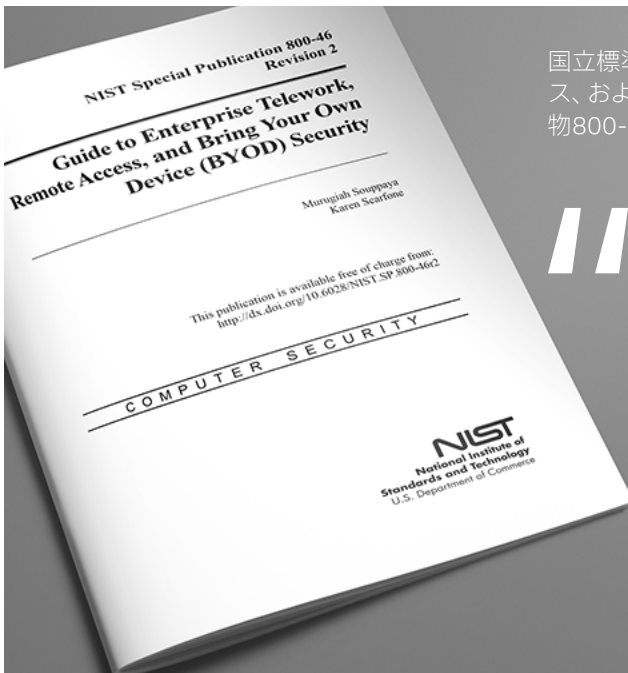 NIST Special Publication 800-46
Revision 2
Guide to Enterprise Telework,
Remote Access, and Bring Your Own
Device (BYOD) Security
Murugiah Souppaya
Karen Scarfone
This publication is available free of charge from:
http://dx.doi.org/10.6028/NIST.SP.800-46r2
COMPUTER SECURITY
NIST
National Institute of
Standards and Technology
U.S. Department of Commerce
国立標準
ス、およ
物800-
“